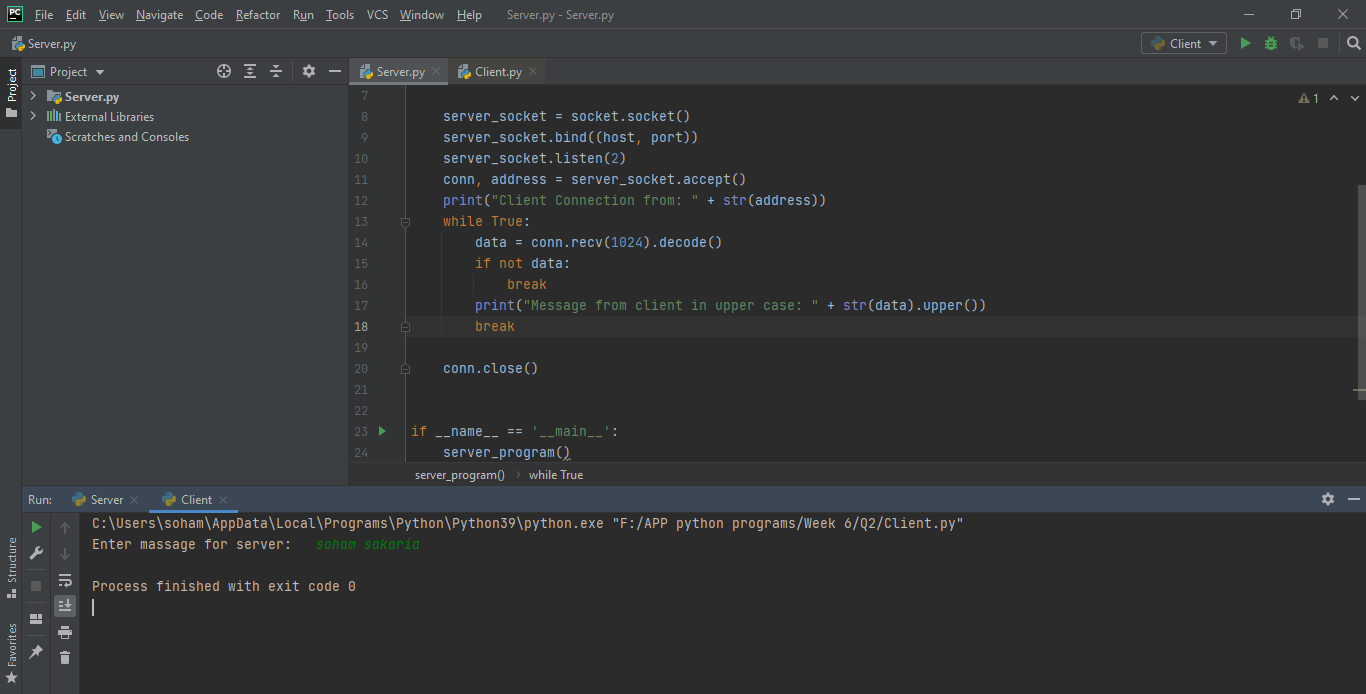 PC File Edit View Navigate Code Refactor Run Tools VCS Window Help Server.py - Server.py
Server.py Client
Project Project Server.py Client.py
Server.py
External Libraries
Scratches and Consoles
1
7
8 server_socket = socket.socket()
9 server_socket.bind((host, port))
10 server_socket.listen(2)
11 conn, address = server_socket.accept()
12 print("Client Connection from: " + str(address))
13 while True:
14 data = conn.recv(1024).decode()
15 if not data:
16 break
17 print("Message from client in upper case: " + str(data).upper())
18 break
19
20 conn.close()
21
22
23 if __name__ == '__main__':
24 server_program()
server_program() › while True
Run: Server Client
C:\Users\soham\AppData\Local\Programs\Python\Python39\python.exe "F:/APP python programs/Week 6/Q2/Client.py"
Enter massage for server: soham sakaria
Process finished with exit code 0
Structure
Favorites